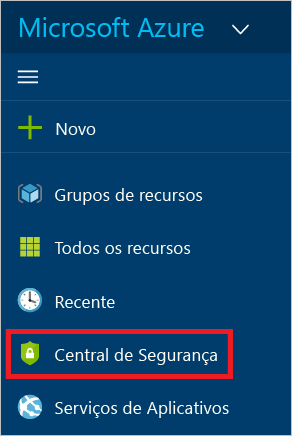 Microsoft Azure
Novo
Grupos de recursos
Todos os recursos
Recente
Central de Segurança
Serviços de Aplicativos